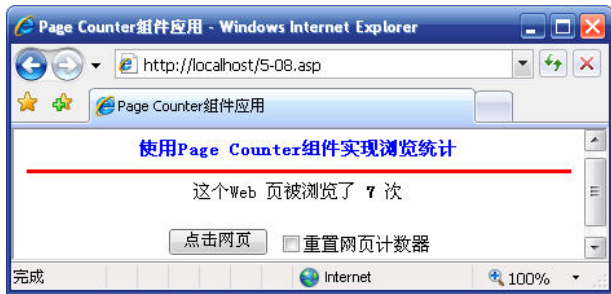 Page Counter组件应用 - Windows Internet Explorer
http://localhost/5-08.asp
Page Counter组件应用
使用Page Counter组件实现浏览统计
这个Web 页被浏览了 7 次
点击网页 重置网页计数器
完成 Internet 100%